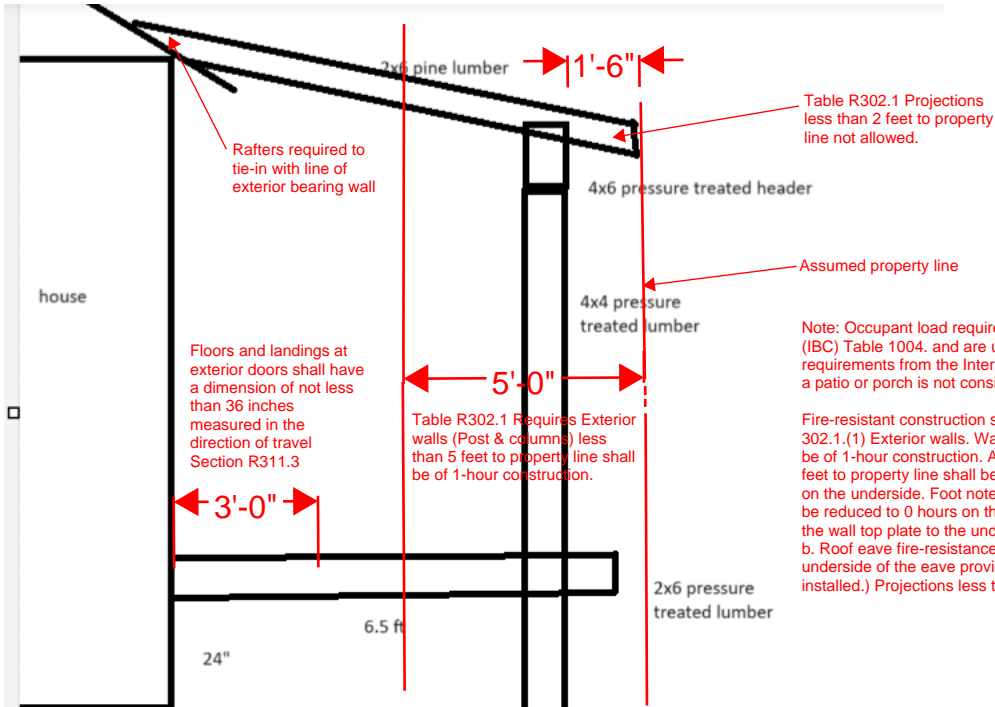 2x6 pine lumber
1'-6"
Table R302.1 Projections
less than 2 feet to property
line not allowed.
Rafters required to
tie-in with line of
exterior bearing wall
4x6 pressure treated header
Assumed property line
house
4x4 pressure
treated lumber
Note: Occupant load require
(IBC) Table 1004. and are u
requirements from the Inter
a patio or porch is not consi
Floors and landings at
exterior doors shall have
a dimension of not less
than 36 inches
measured in the
direction of travel
Section R311.3
5'-0"
Table R302.1 Requires Exterior
walls (Post & columns) less
than 5 feet to property line shall
be of 1-hour construction.
Fire-resistant construction s
302.1.(1) Exterior walls. Wa
be of 1-hour construction. A
feet to property line shall be
on the underside. Foot note
be reduced to 0 hours on th
the wall top plate to the und
b. Roof eave fire-resistance
underside of the eave provi
installed.) Projections less t
3'-0"
2x6 pressure
treated lumber
6.5 ft
24"